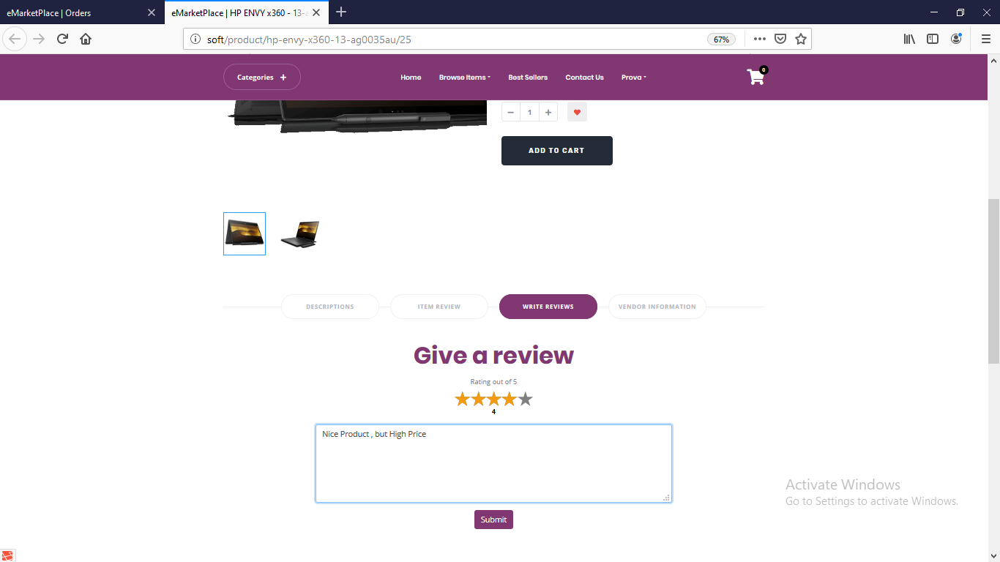 eMarketPlace | Orders
eMarketPlace | HP ENVY x360 - 13-a
soft/product/hp-envy-x360-13-ag0035au/25
67%
Categories +
Home
Browse Items
Best Sellers
Contact Us
Prova
0
− 1 +
ADD TO CART
DESCRIPTIONS
ITEM REVIEW
WRITE REVIEWS
VENDOR INFORMATION
Give a review
Rating out of 5
4
Nice Product , but High Price
Submit
Activate Windows
Go to Settings to activate Windows.